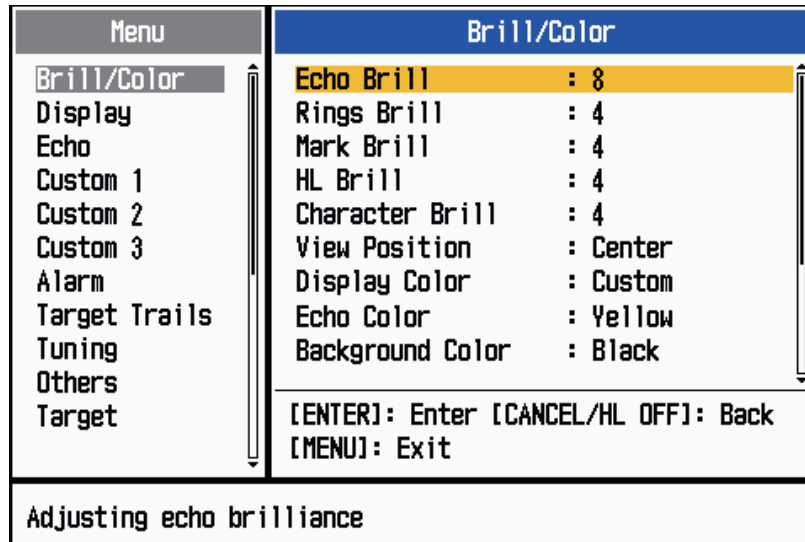 Menu
Brill/Color
Display
Echo
Custom 1
Custom 2
Custom 3
Alarm
Target Trails
Tuning
Others
Target
Brill/Color
Echo Brill : 8
Rings Brill : 4
Mark Brill : 4
HL Brill : 4
Character Brill : 4
View Position : Center
Display Color : Custom
Echo Color : Yellow
Background Color : Black
[ENTER]: Enter [CANCEL/HL OFF]: Back
[MENU]: Exit
Adjusting echo brilliance